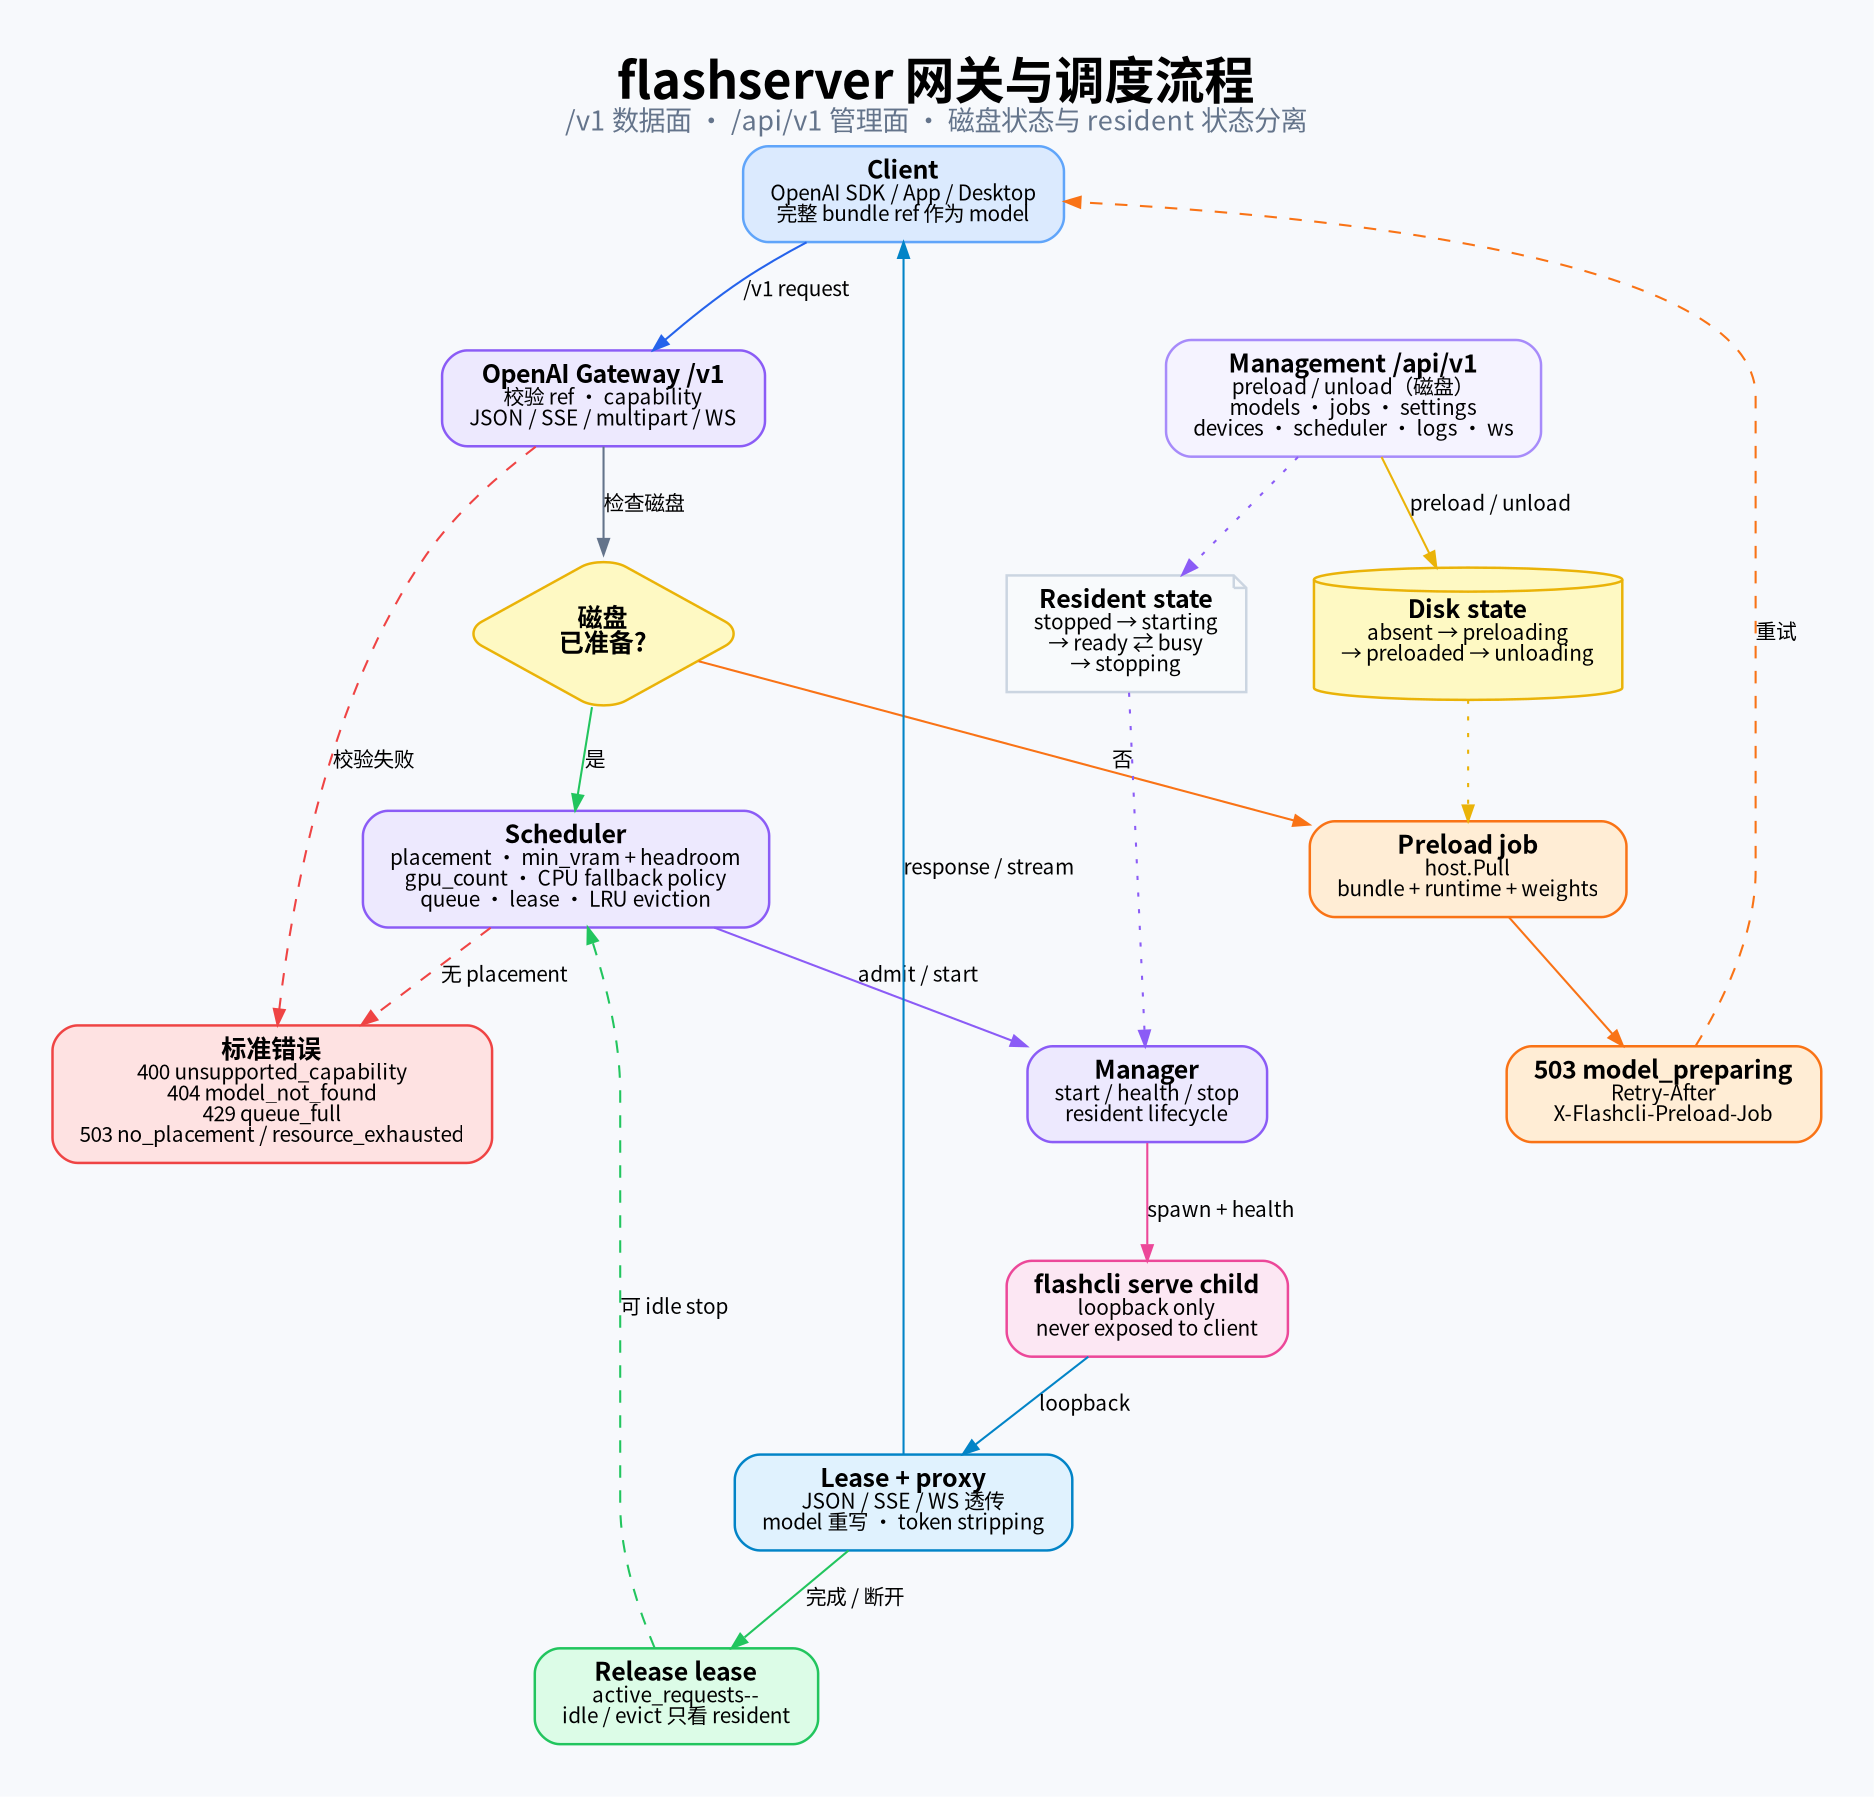 flashserver 网关与调度流程
/v1 数据面 • /api/v1 管理面 • 磁盘状态与 resident 状态分离
Client
OpenAI SDK / App / Desktop
完整 bundle ref 作为 model
/v1 request
OpenAI Gateway /v1
校验 ref • capability
JSON / SSE / multipart / WS
Management /api/v1
preload / unload（磁盘）
models • jobs • settings
devices • scheduler • logs • ws
检查磁盘
preload / unload
磁盘
已准备?
Resident state
stopped → starting
→ ready ⇄ busy
→ stopping
Disk state
absent → preloading
→ preloaded → unloading
重试
校验失败
是
否
Scheduler
placement • min_vram + headroom
gpu_count • CPU fallback policy
queue • lease • LRU eviction
response / stream
Preload job
host.Pull
bundle + runtime + weights
无 placement
admit / start
标准错误
400 unsupported_capability
404 model_not_found
429 queue_full
503 no_placement / resource_exhausted
Manager
start / health / stop
resident lifecycle
503 model_preparing
Retry-After
X-Flashcli-Preload-Job
spawn + health
可 idle stop
flashcli serve child
loopback only
never exposed to client
loopback
Lease + proxy
JSON / SSE / WS 透传
model 重写 • token stripping
完成 / 断开
Release lease
active_requests--
idle / evict 只看 resident